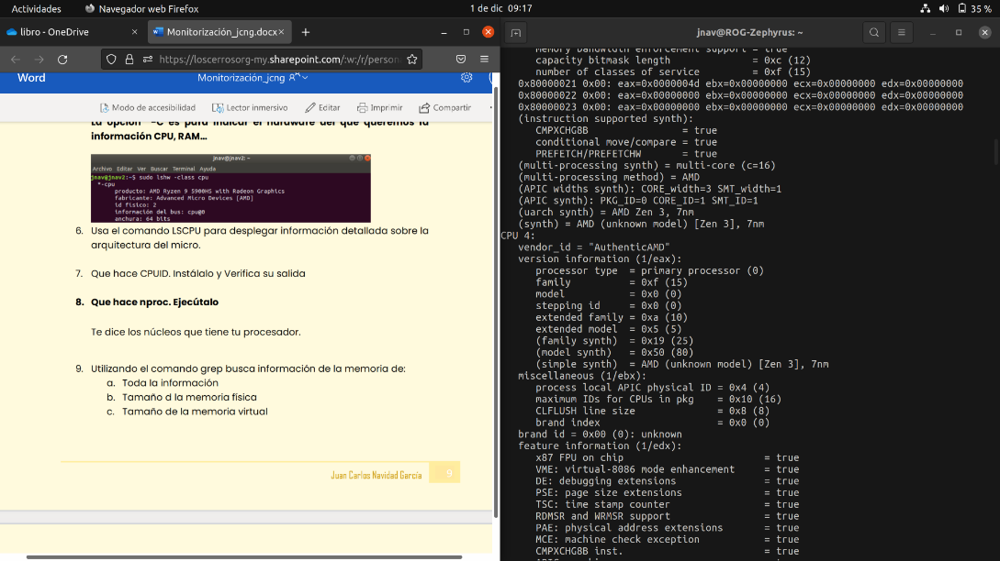 Actividades
Navegador web Firefox
1 de dic 09:17
35 %
libro - OneDrive
Monitorización_jcng.docx
https://loscerrosorg-my.sharepoint.com/:w:/r/person
Word
Monitorización_jcng
Modo de accesibilidad
Lector inmersivo
Editar
Imprimir
Compartir
La opción -C es para indicar el hardware del que queremos la
información CPU, RAM...
jnav@jnav2: ~
Archivo Editar Ver Buscar Terminal Ayuda
jnav@jnav2:~$ sudo lshw -class cpu
*-cpu
producto: AMD Ryzen 9 5900HS with Radeon Graphics
fabricante: Advanced Micro Devices [AMD]
id físico: 2
información del bus: cpu@0
anchura: 64 bits
6. Usa el comando LSCPU para desplegar información detallada sobre la
arquitectura del micro.
7. Que hace CPUID. Instálalo y Verifica su salida
8. Que hace nproc. Ejecútalo
Te dice los núcleos que tiene tu procesador.
9. Utilizando el comando grep busca información de la memoria de:
a. Toda la información
b. Tamaño d la memoria física
c. Tamaño de la memoria virtual
Juan Carlos Navidad García
9
jnav@ROG-Zephyrus: ~
memory bandwidth enforcement support = true
capacity bitmask length = 0xc (12)
number of classes of service = 0xf (15)
0x80000021 0x00: eax=0x0000004d ebx=0x00000000 ecx=0x00000000 edx=0x00000000
0x80000022 0x00: eax=0x00000000 ebx=0x00000000 ecx=0x00000000 edx=0x00000000
0x80000023 0x00: eax=0x00000000 ebx=0x00000000 ecx=0x00000000 edx=0x00000000
(instruction supported synth):
CMPXCHG8B = true
conditional move/compare = true
PREFETCH/PREFETCHW = true
(multi-processing synth) = multi-core (c=16)
(multi-processing method) = AMD
(APIC widths synth): CORE_width=3 SMT_width=1
(APIC synth): PKG_ID=0 CORE_ID=1 SMT_ID=1
(uarch synth) = AMD Zen 3, 7nm
(synth) = AMD (unknown model) [Zen 3], 7nm
CPU 4:
vendor_id = "AuthenticAMD"
version information (1/eax):
processor type = primary processor (0)
family = 0xf (15)
model = 0x0 (0)
stepping id = 0x0 (0)
extended family = 0xa (10)
extended model = 0x5 (5)
(family synth) = 0x19 (25)
(model synth) = 0x50 (80)
(simple synth) = AMD (unknown model) [Zen 3], 7nm
miscellaneous (1/ebx):
process local APIC physical ID = 0x4 (4)
maximum IDs for CPUs in pkg = 0x10 (16)
CLFLUSH line size = 0x8 (8)
brand index = 0x0 (0)
brand id = 0x00 (0): unknown
feature information (1/edx):
x87 FPU on chip = true
VME: virtual-8086 mode enhancement = true
DE: debugging extensions = true
PSE: page size extensions = true
TSC: time stamp counter = true
RDMSR and WRMSR support = true
PAE: physical address extensions = true
MCE: machine check exception = true
CMPXCHG8B inst. = true